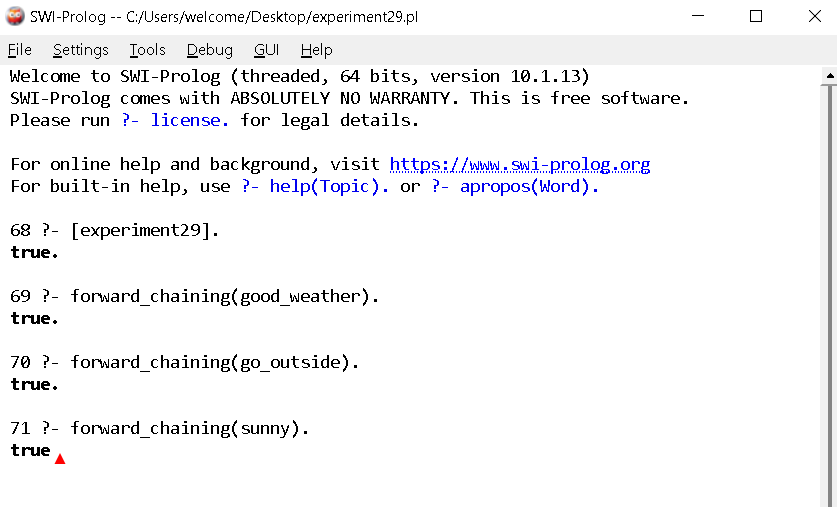 SWI-Prolog -- C:/Users/welcome/Desktop/experiment29.pl
File Settings Tools Debug GUI Help
Welcome to SWI-Prolog (threaded, 64 bits, version 10.1.13)
SWI-Prolog comes with ABSOLUTELY NO WARRANTY. This is free software.
Please run ?- license. for legal details.
For online help and background, visit https://www.swi-prolog.org
For built-in help, use ?- help(Topic). or ?- apropos(Word).
68 ?- [experiment29].
true.
69 ?- forward_chaining(good_weather).
true.
70 ?- forward_chaining(go_outside).
true.
71 ?- forward_chaining(sunny).
true